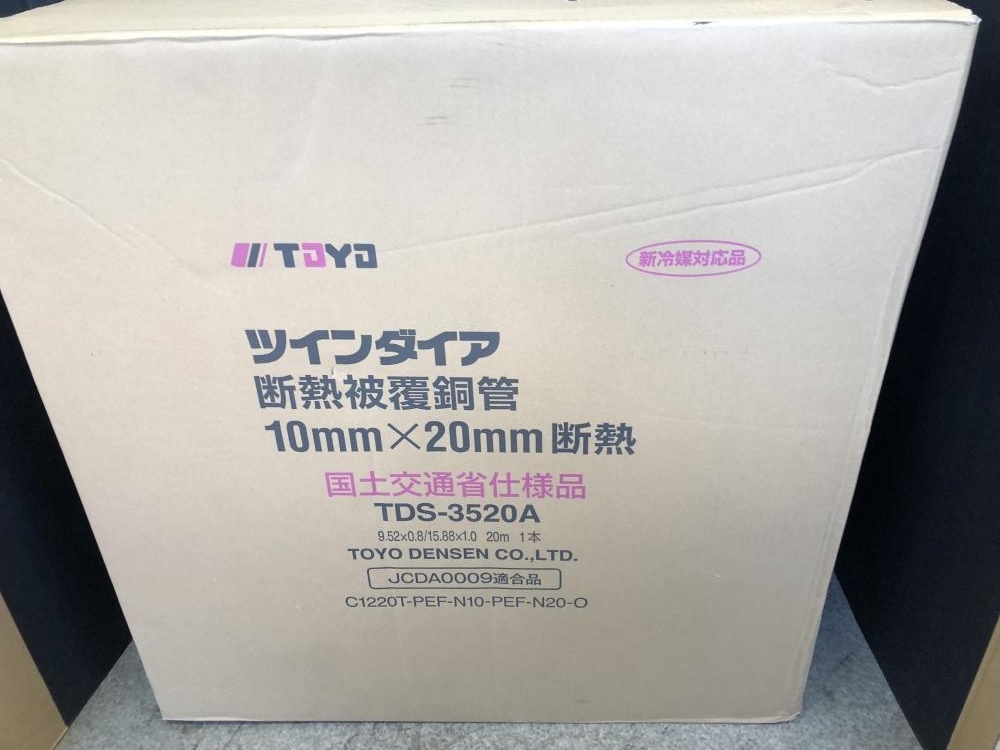 TOYO
新冷媒対応品
ツインダイア
断熱被覆銅管
10mm×20mm断熱
国土交通省仕様品
TDS-3520A
9.52×0.8/15.88×1.0 20m 1本
TOYO DENSEN CO.,LTD.
JCDA0009適合品
C1220T-PEF-N10-PEF-N20-O